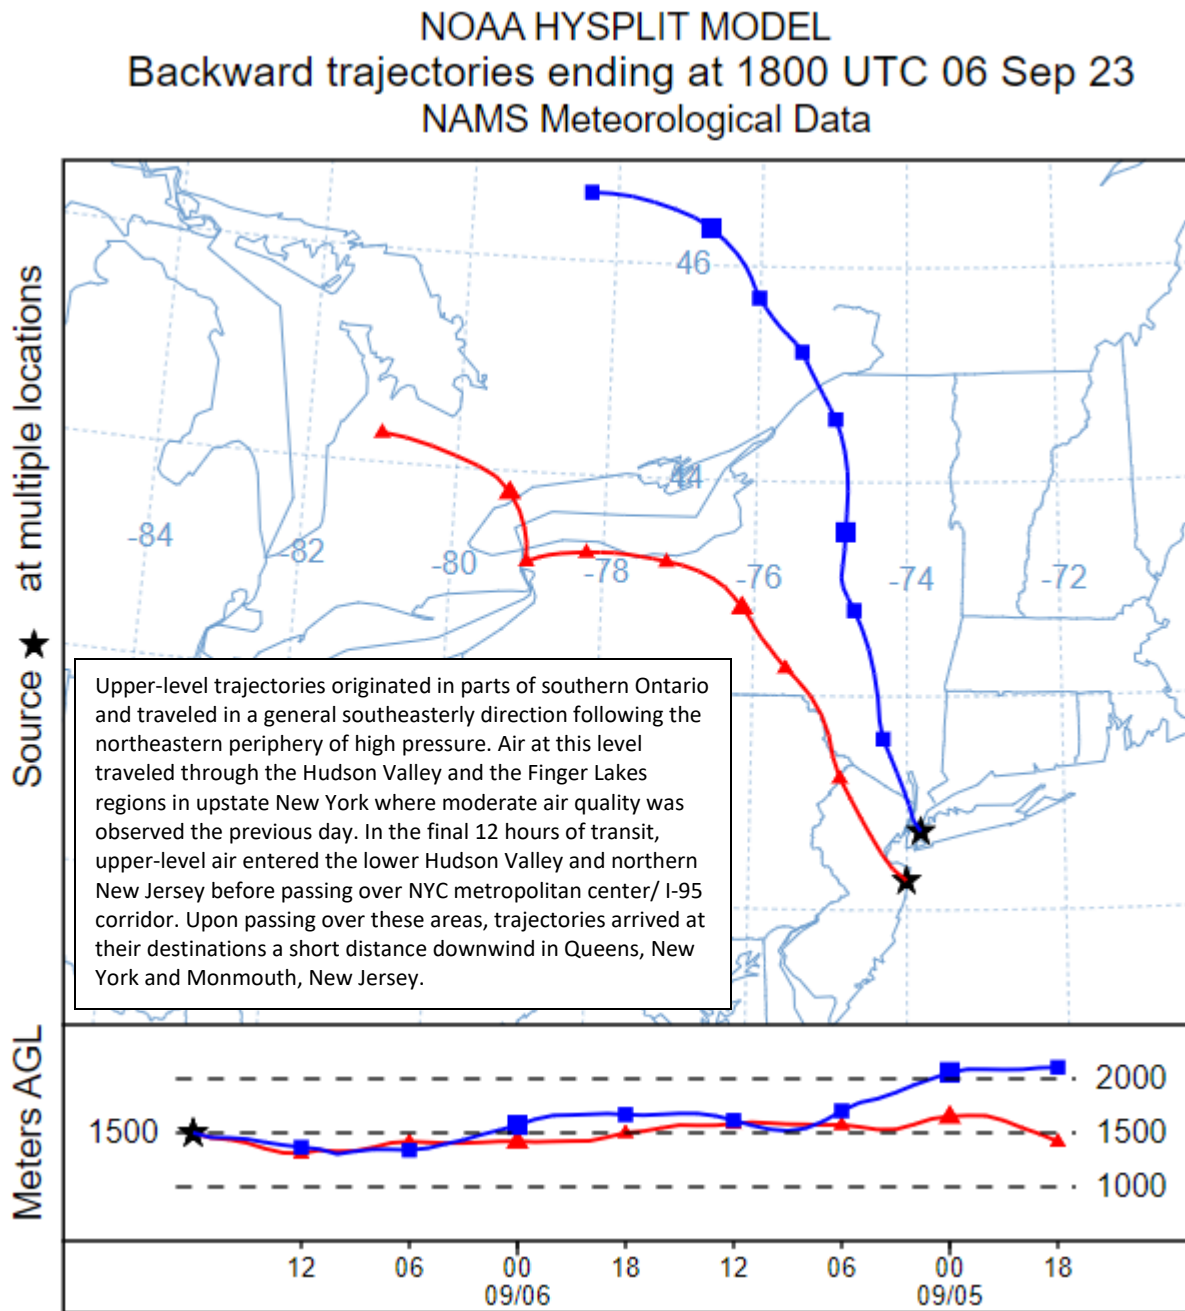 NOAA HYSPLIT MODEL
Backward trajectories ending at 1800 UTC 06 Sep 23
NAMS Meteorological Data
Source ★ at multiple locations
46
44
-84
-82
-80
-78
-76
-74
-72
Upper-level trajectories originated in parts of southern Ontario
and traveled in a general southeasterly direction following the
northeastern periphery of high pressure. Air at this level
traveled through the Hudson Valley and the Finger Lakes
regions in upstate New York where moderate air quality was
observed the previous day. In the final 12 hours of transit,
upper-level air entered the lower Hudson Valley and northern
New Jersey before passing over NYC metropolitan center/ I-95
corridor. Upon passing over these areas, trajectories arrived at
their destinations a short distance downwind in Queens, New
York and Monmouth, New Jersey.
Meters AGL
1500
2000
1500
1000
12 06 00 18 12 06 00 18
09/06 09/05